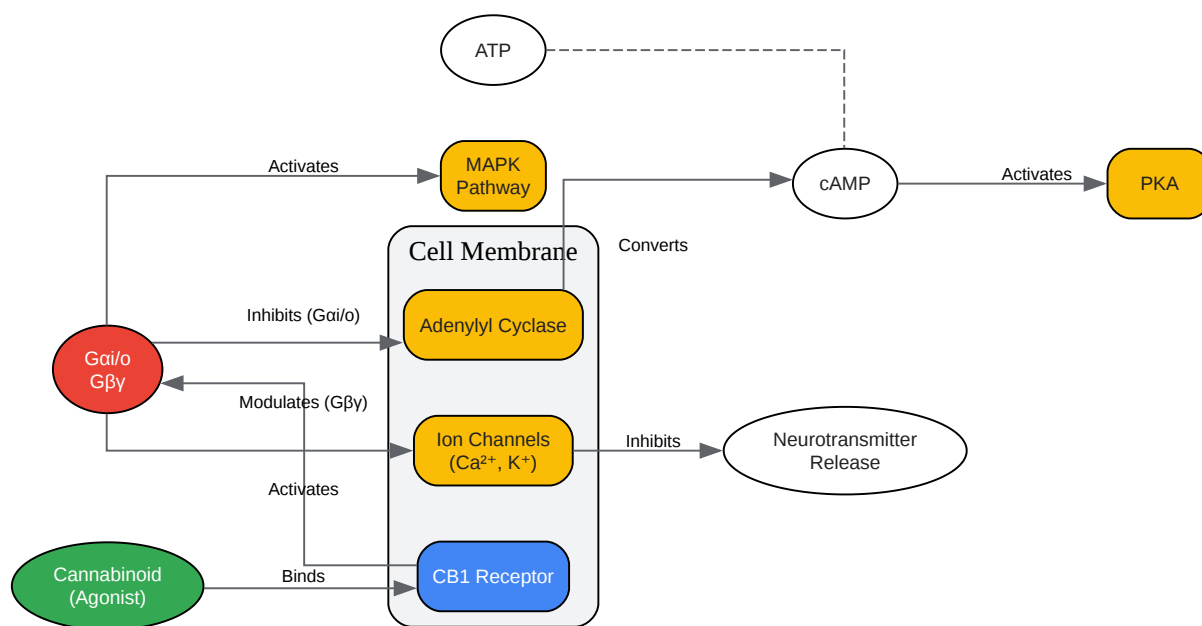 ATP
Activates
MAPK
Pathway
cAMP
Activates
PKA
Cell Membrane
Converts
Inhibits (Gαi/o)
Adenylyl Cyclase
Gαi/o
Gβγ
Modulates (Gβγ)
Ion Channels
(Ca²⁺, K⁺)
Inhibits
Neurotransmitter
Release
Activates
Cannabinoid
(Agonist)
Binds
CB1 Receptor